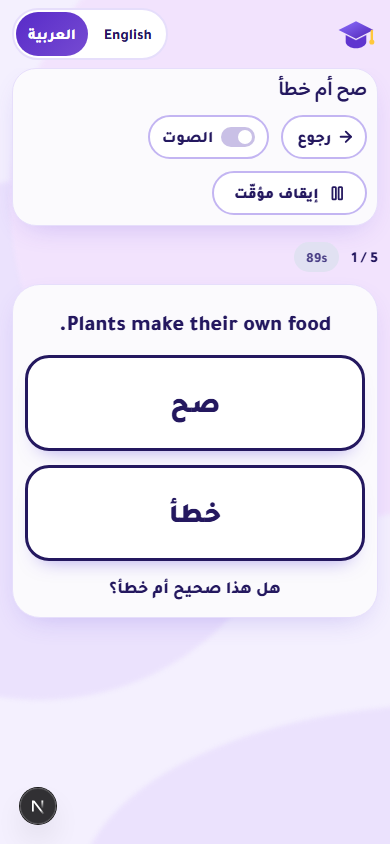 العربية
English
صح أم خطأ
رجوع
الصوت
إيقاف مؤقّت
1 / 5
89s
.Plants make their own food
صح
خطأ
هل هذا صحيح أم خطأ؟
N